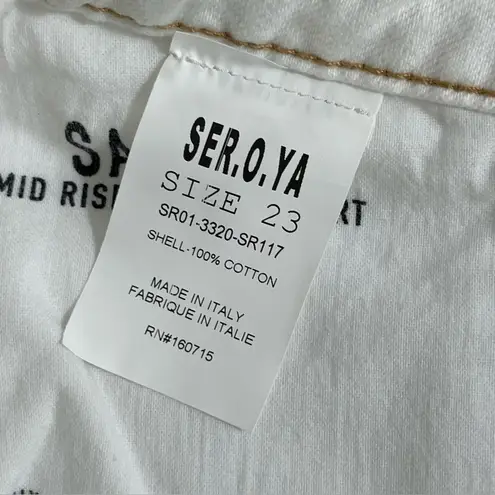 SER.O.YA
SIZE 23
SR01-3320-SR117
SHELL-100% COTTON
MADE IN ITALY
FABRIQUE IN ITALIE
RN#160715
MID